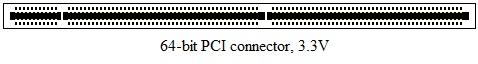 64-bit PCI connector, 3.3V